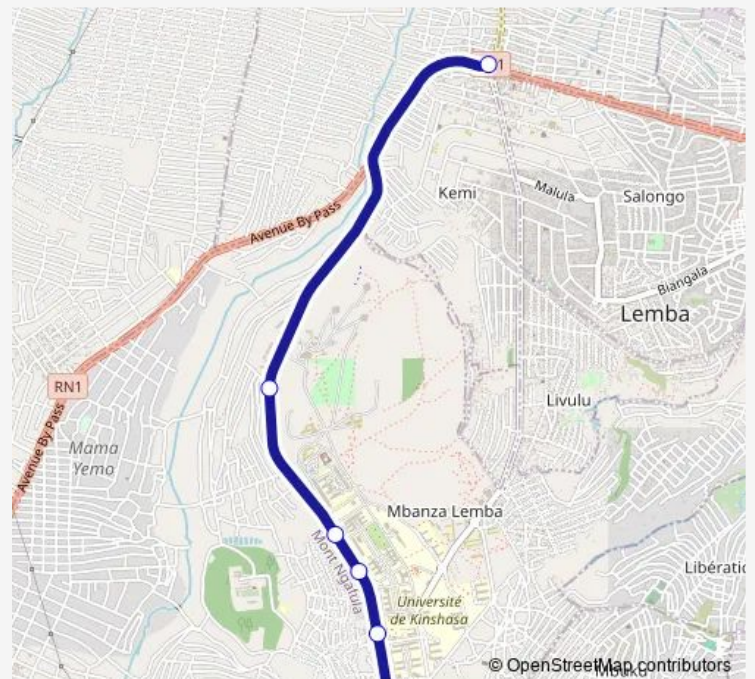 1
Kemi
Malula
Salongo
Avenue By Pass
Biangala
Lemba
RN1
Livulu
Avenue By Pass
Mama
Yemo
Mbanza Lemba
Mont Ngafula
Libératio
Université
de Kinshasa
© OpenStreetMap contributors